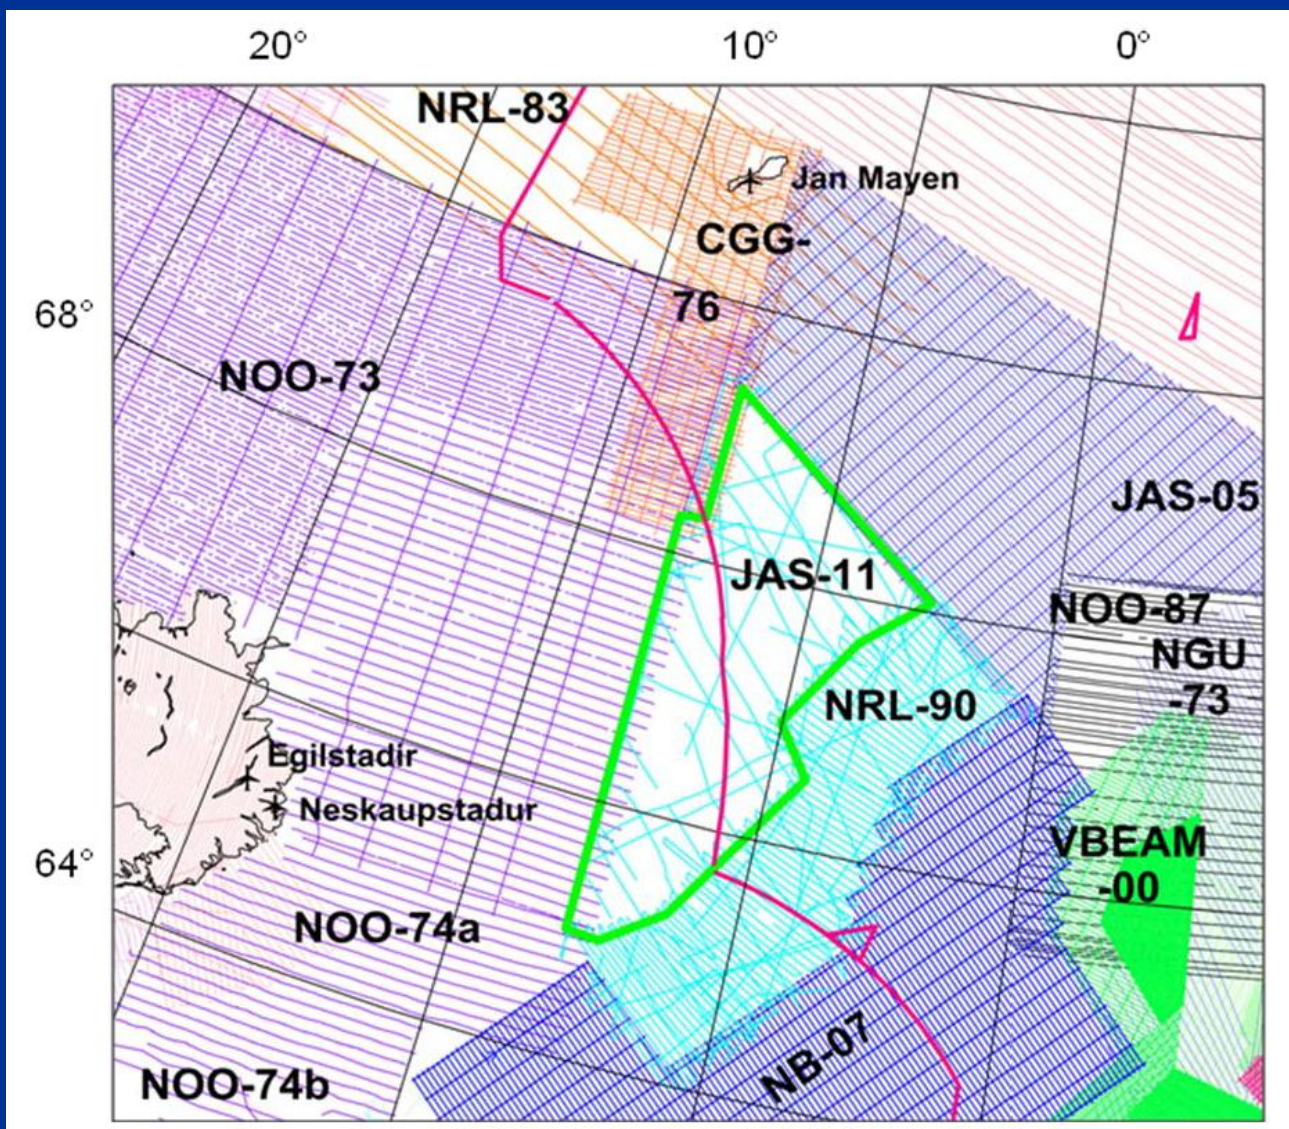 20° 10° 0°
NRL-83
Jan Mayen
CGG-
76
68°
NOO-73
JAS-05
JAS-11
NOO-87
NGU
-73
NRL-90
Egilstadir
Neskaupstadur
VBEAM
-00
64°
NOO-74a
NB-07
NOO-74b